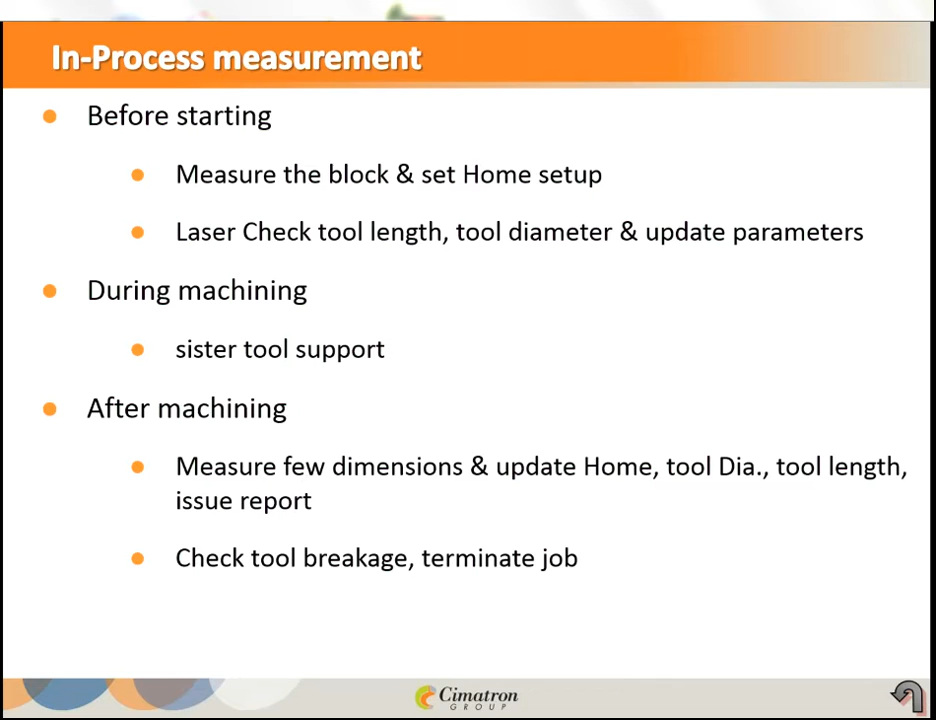 In-Process measurement
Before starting
Measure the block & set Home setup
Laser Check tool length, tool diameter & update parameters
During machining
sister tool support
After machining
Measure few dimensions & update Home, tool Dia., tool length,
issue report
Check tool breakage, terminate job
Cimatron
GROUP